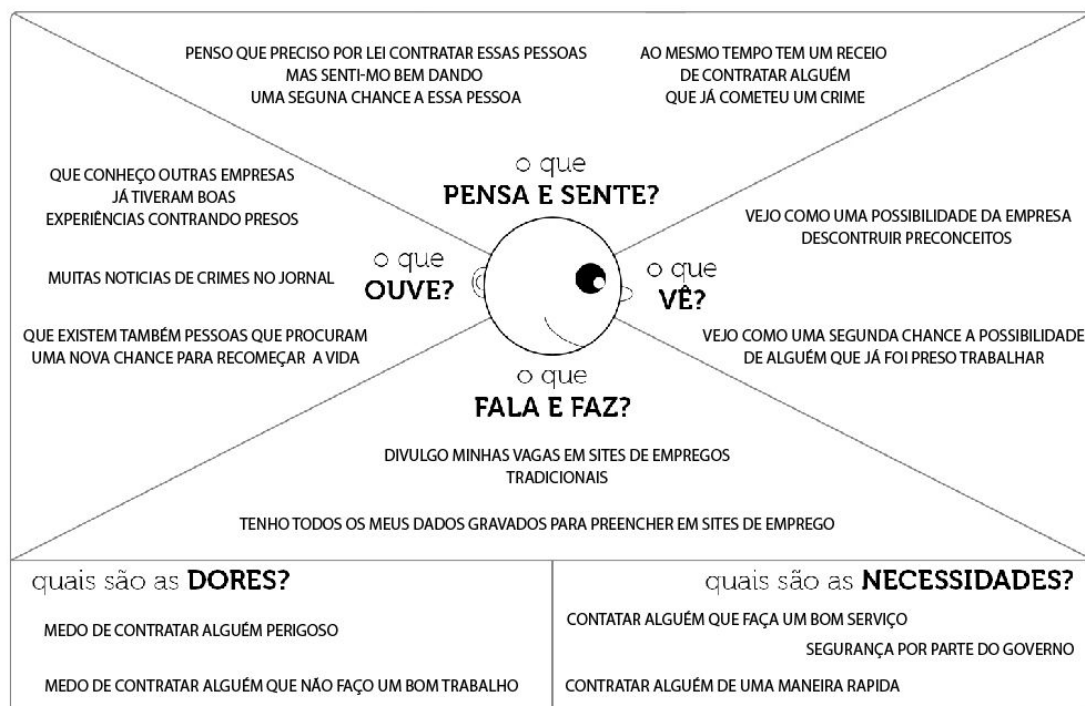 PENSO QUE PRECISO POR LEI CONTRATAR ESSAS PESSOAS
MAS SENTI-MO BEM DANDO
UMA SEGUNA CHANCE A ESSA PESSOA
AO MESMO TEMPO TEM UM RECEIO
DE CONTRATAR ALGUÉM
QUE JÁ COMETEU UM CRIME
o que
PENSA E SENTE?
QUE CONHEÇO OUTRAS EMPRESAS
JÁ TIVERAM BOAS
EXPERIÊNCIAS CONTRANDO PRESOS
MUITAS NOTICIAS DE CRIMES NO JORNAL
QUE EXISTEM TAMBÉM PESSOAS QUE PROCURAM
UMA NOVA CHANCE PARA RECOMEÇAR A VIDA
o que
OUVE?
o que
VÊ?
VEJO COMO UMA POSSIBILIDADE DA EMPRESA
DESCONTRUIR PRECONCEITOS
VEJO COMO UMA SEGUNDA CHANCE A POSSIBILIDADE
DE ALGUÉM QUE JÁ FOI PRESO TRABALHAR
o que
FALA E FAZ?
DIVULGO MINHAS VAGAS EM SITES DE EMPREGOS
TRADICIONAIS
TENHO TODOS OS MEUS DADOS GRAVADOS PARA PREENCHER EM SITES DE EMPREGO
quais são as DORES?
MEDO DE CONTRATAR ALGUÉM PERIGOSO
MEDO DE CONTRATAR ALGUÉM QUE NÃO FAÇO UM BOM TRABALHO
quais são as NECESSIDADES?
CONTATAR ALGUÉM QUE FAÇA UM BOM SERVIÇO
SEGURANÇA POR PARTE DO GOVERNO
CONTRATAR ALGUÉM DE UMA MANEIRA RAPIDA